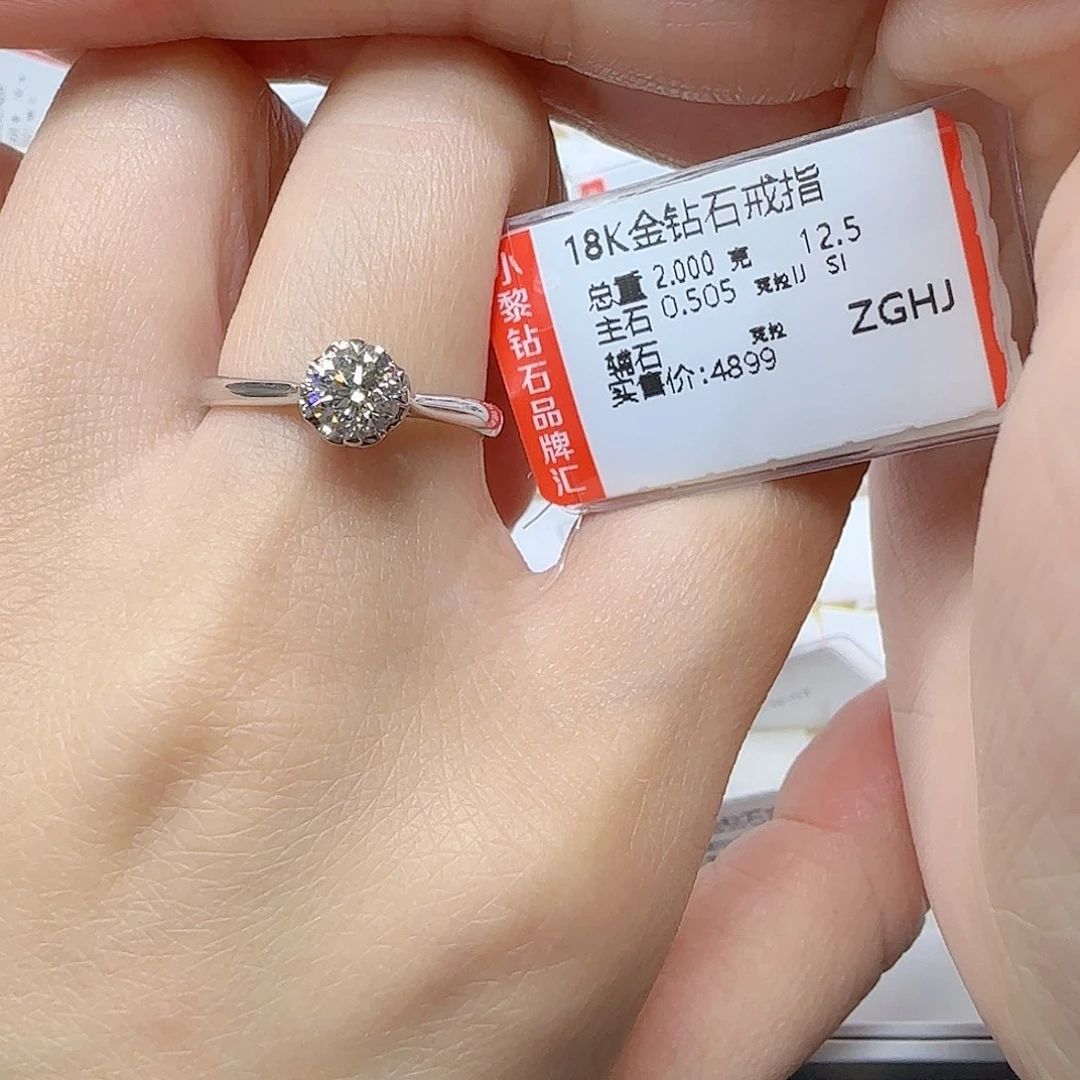 小黎钻石品牌汇
18K金钻石戒指
总重 2.000 克 12.5
主石 0.505 克拉IJ SI
辅石 克拉
实售价:4899
ZGHJ